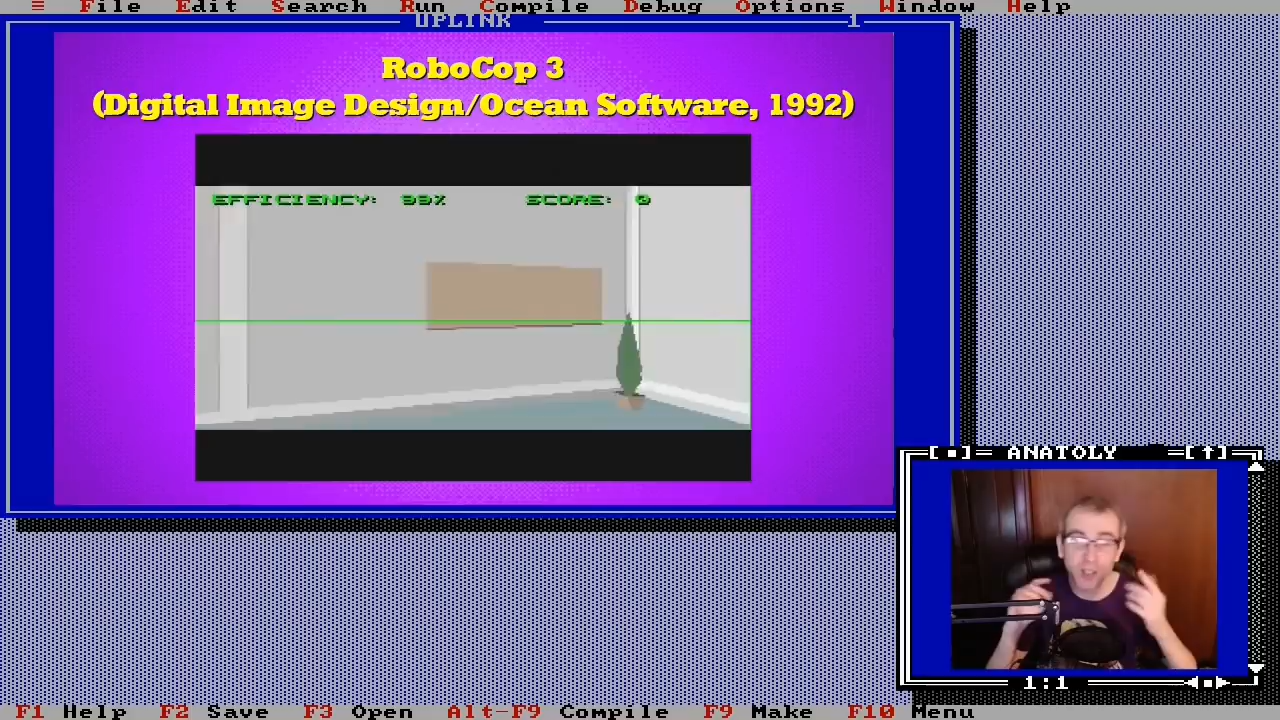 ≡ File Edit Search Run Compile Debug Options Window Help
UPLINK 1
RoboCop 3
(Digital Image Design/Ocean Software, 1992)
EFFICIENCY: 99% SCORE: 0
[▪] ANATOLY [↑]
1:1
F1 Help F2 Save F3 Open Alt-F9 Compile F9 Make F10 Menu